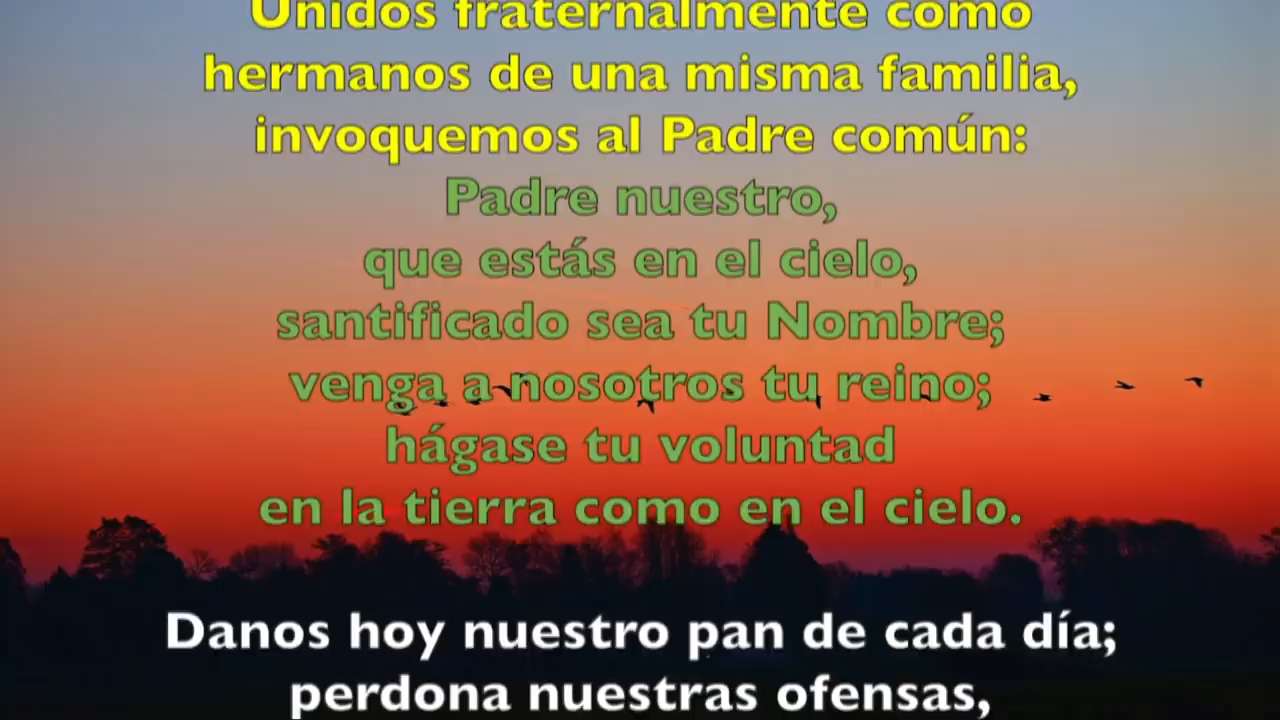 Unidos fraternalmente como
hermanos de una misma familia,
invoquemos al Padre común:
Padre nuestro,
que estás en el cielo,
santificado sea tu Nombre;
venga a nosotros tu reino;
hágase tu voluntad
en la tierra como en el cielo.
Danos hoy nuestro pan de cada día;
perdona nuestras ofensas,